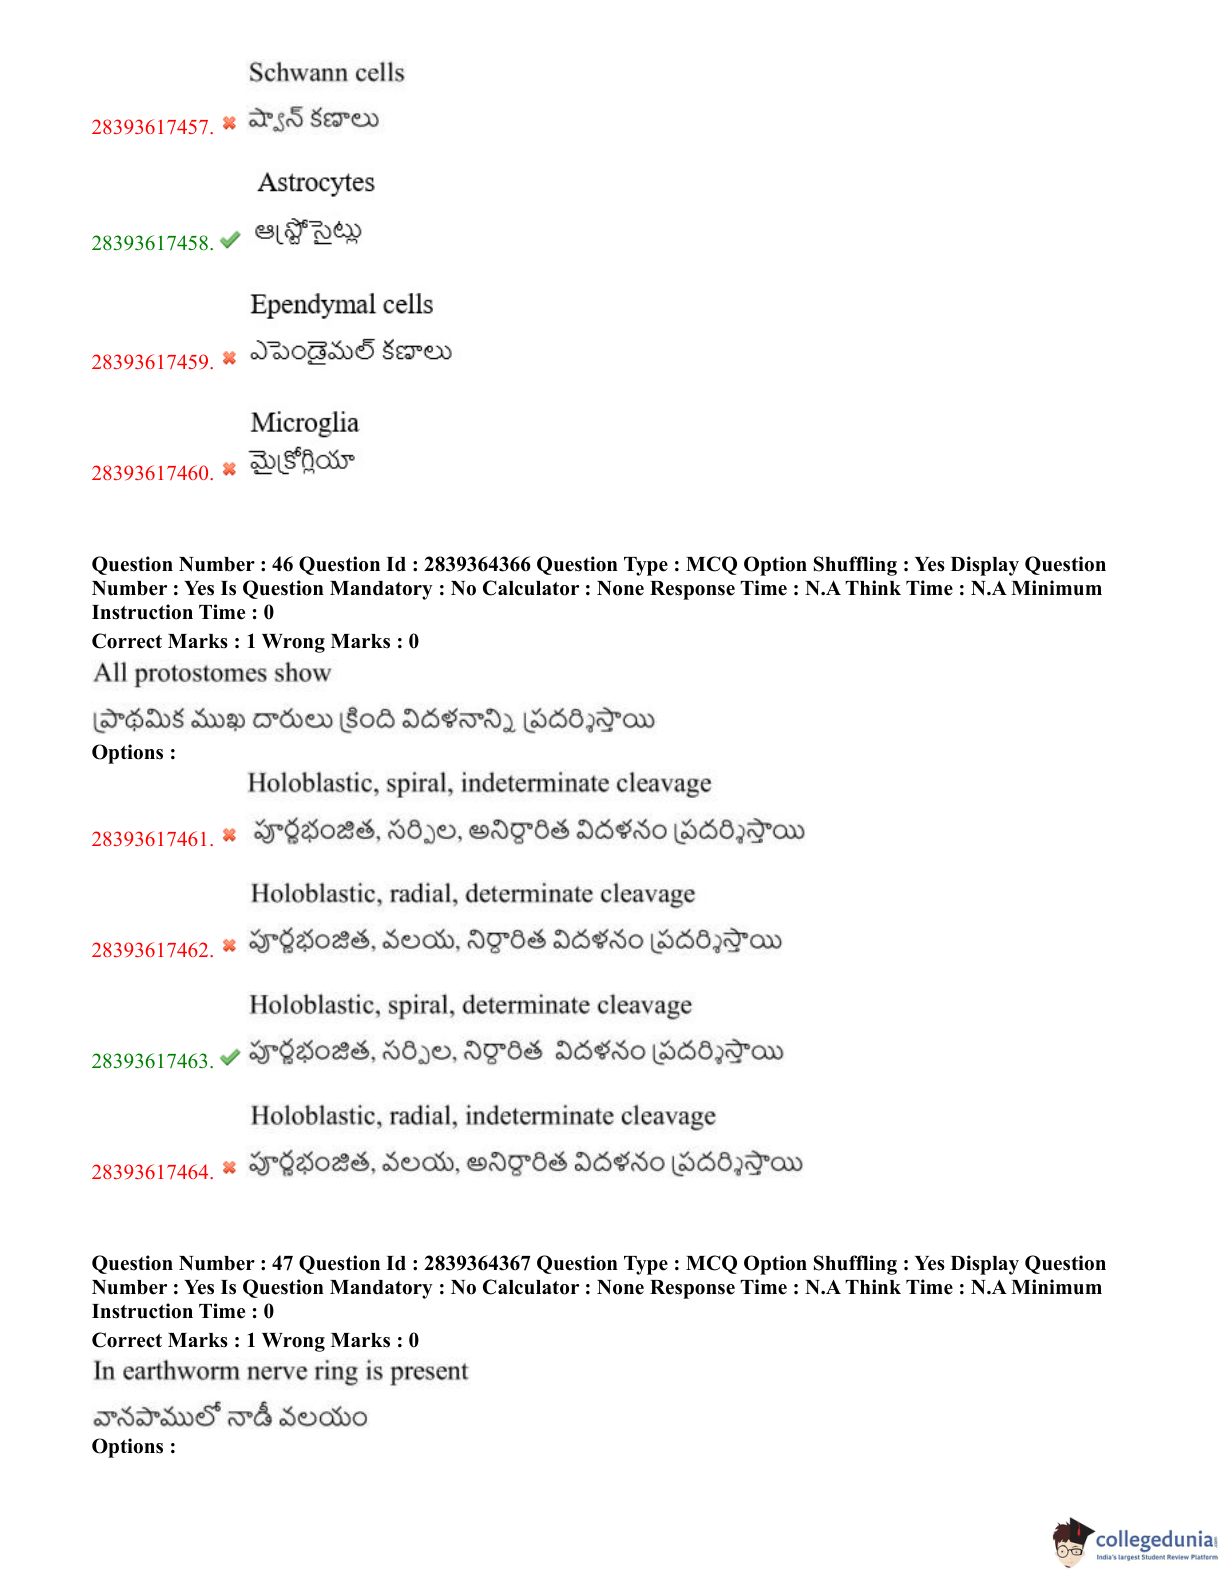 Schwann cells
28393617457. ష్వాన్ కణాలు
Astrocytes
28393617458. ఆస్ట్రోసైట్లు
Ependymal cells
28393617459. ఎపెండైమల్ కణాలు
Microglia
28393617460. మైక్రోగ్లియా
Question Number : 46 Question Id : 2839364366 Question Type : MCQ Option Shuffling : Yes Display Question
Number : Yes Is Question Mandatory : No Calculator : None Response Time : N.A Think Time : N.A Minimum
Instruction Time : 0
Correct Marks : 1 Wrong Marks : 0
All protostomes show
ప్రాథమిక ముఖ దారులు క్రింది విదళనాన్ని ప్రదర్శిస్తాయి
Options :
Holoblastic, spiral, indeterminate cleavage
28393617461. పూర్ణభంజిత, సర్పిల, అనిర్ధారిత విదళనం ప్రదర్శిస్తాయి
Holoblastic, radial, determinate cleavage
28393617462. పూర్ణభంజిత, వలయ, నిర్ధారిత విదళనం ప్రదర్శిస్తాయి
Holoblastic, spiral, determinate cleavage
28393617463. పూర్ణభంజిత, సర్పిల, నిర్ధారిత విదళనం ప్రదర్శిస్తాయి
Holoblastic, radial, indeterminate cleavage
28393617464. పూర్ణభంజిత, వలయ, అనిర్ధారిత విదళనం ప్రదర్శిస్తాయి
Question Number : 47 Question Id : 2839364367 Question Type : MCQ Option Shuffling : Yes Display Question
Number : Yes Is Question Mandatory : No Calculator : None Response Time : N.A Think Time : N.A Minimum
Instruction Time : 0
Correct Marks : 1 Wrong Marks : 0
In earthworm nerve ring is present
వానపాములో నాడీ వలయం
Options :
collegedunia
India's largest Student Review Platform